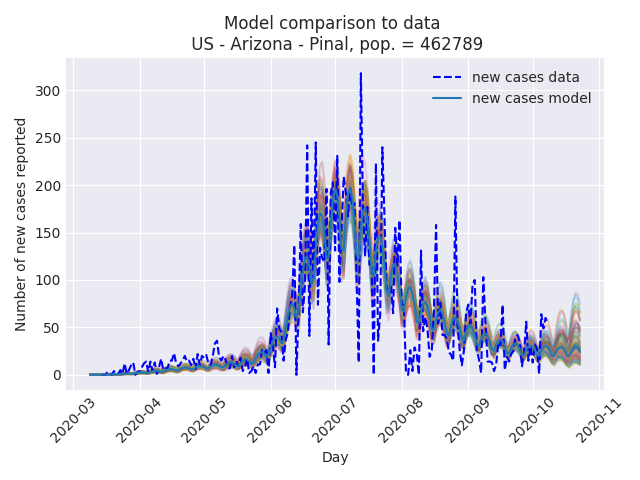 Model comparison to data
US - Arizona - Pinal, pop. = 462789
new cases data
new cases model
Number of new cases reported
300
250
200
150
100
50
0
2020-03
2020-04
2020-05
2020-06
2020-07
2020-08
2020-09
2020-10
2020-11
Day